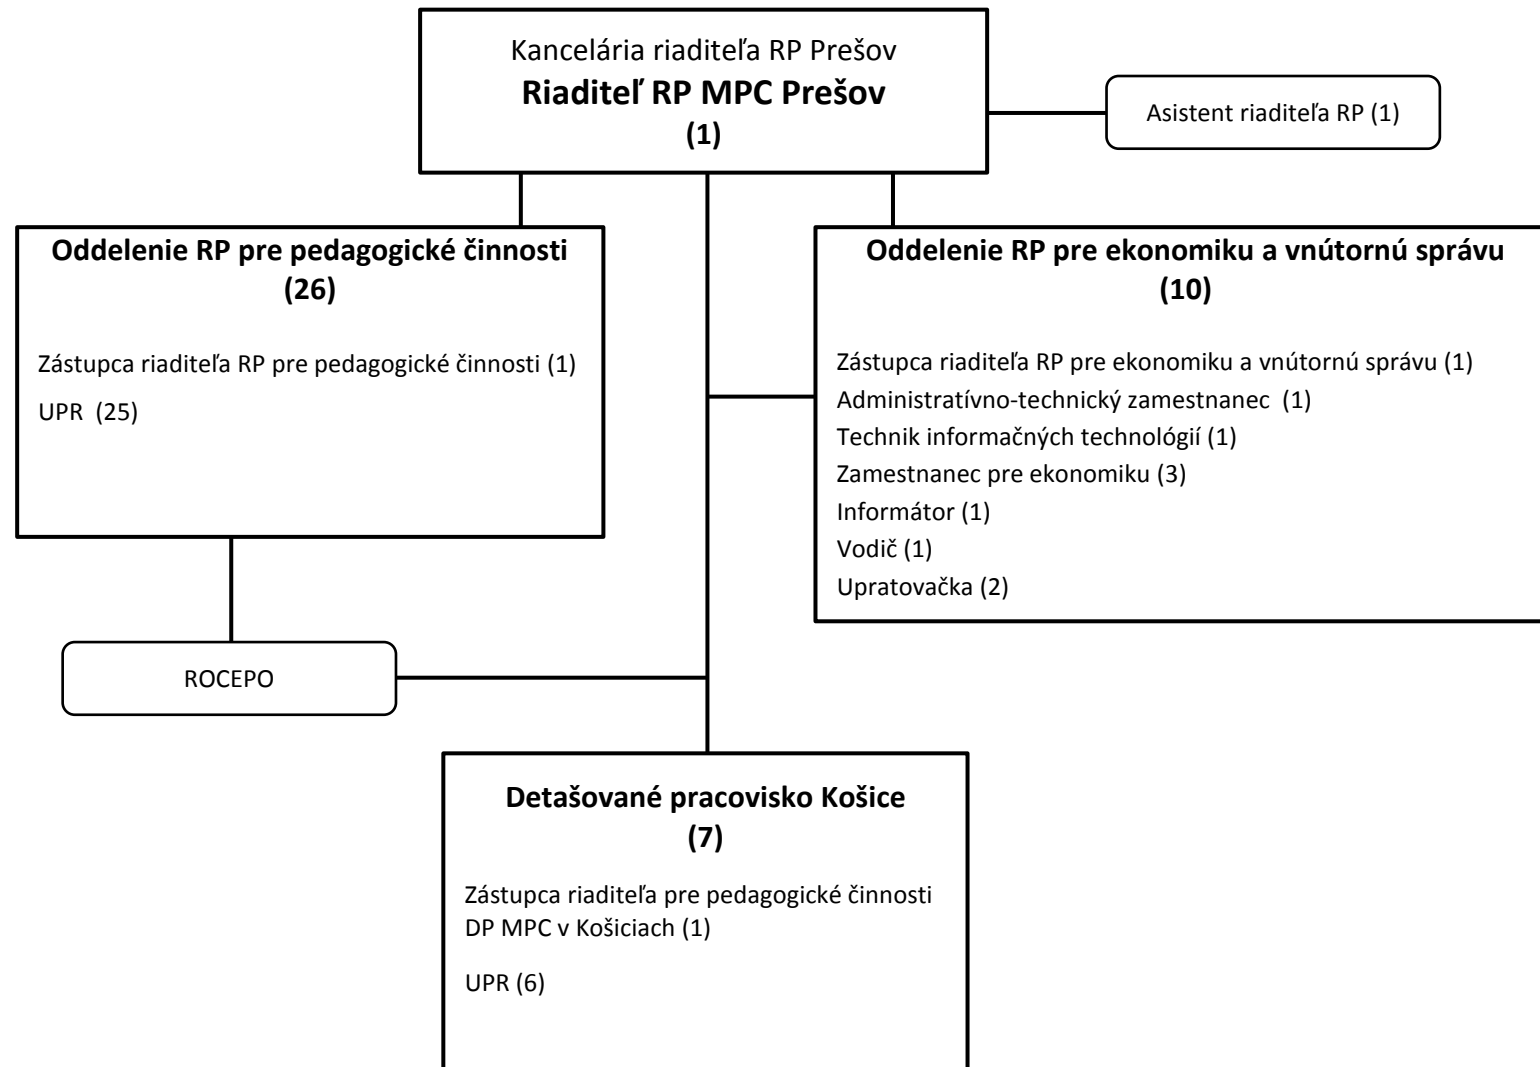 Kancelária riaditeľa RP Prešov
Riaditeľ RP MPC Prešov
(1)
Asistent riaditeľa RP (1)
Oddelenie RP pre pedagogické činnosti
(26)
Zástupca riaditeľa RP pre pedagogické činnosti (1)
UPR (25)
Oddelenie RP pre ekonomiku a vnútornú správu
(10)
Zástupca riaditeľa RP pre ekonomiku a vnútornú správu (1)
Administratívno-technický zamestnanec (1)
Technik informačných technológií (1)
Zamestnanec pre ekonomiku (3)
Informátor (1)
Vodič (1)
Upratovačka (2)
ROCEPO
Detašované pracovisko Košice
(7)
Zástupca riaditeľa pre pedagogické činnosti
DP MPC v Košiciach (1)
UPR (6)